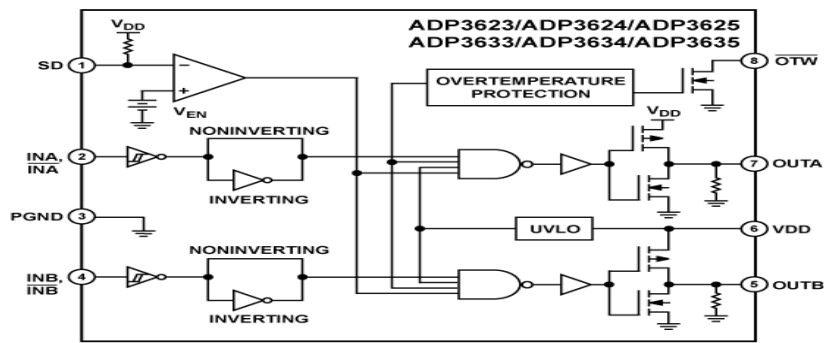 ADP3623/ADP3624/ADP3625
ADP3633/ADP3634/ADP3635
VDD
SD 1
VEN
OVERTEMPERATURE
PROTECTION
8 OTW
VDD
NONINVERTING
INA,
INA
2
INVERTING
7 OUTA
PGND 3
UVLO
6 VDD
NONINVERTING
INB,
INB
4
INVERTING
5 OUTB